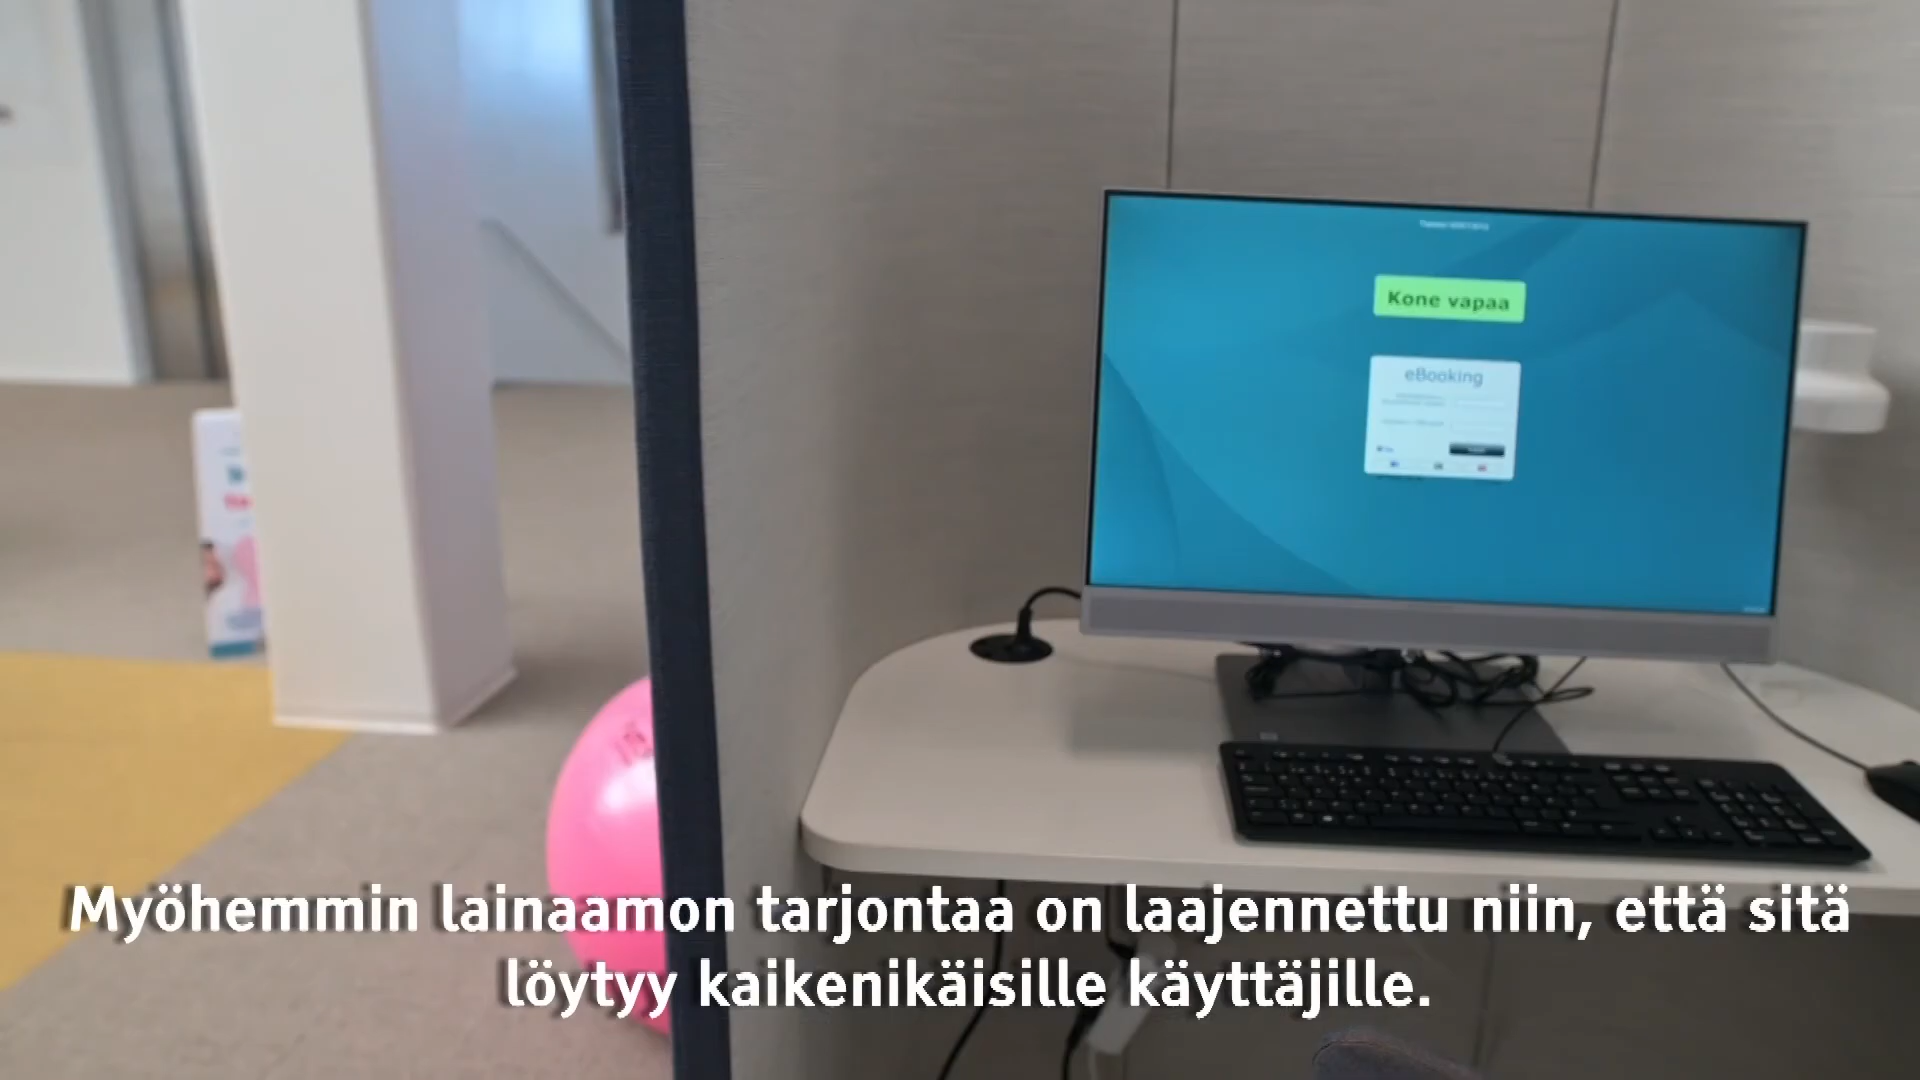 Kone vapaa
eBooking
Myöhemmin lainaamon tarjontaa on laajennettu niin, että sitä
löytyy kaikenikäisille käyttäjille.